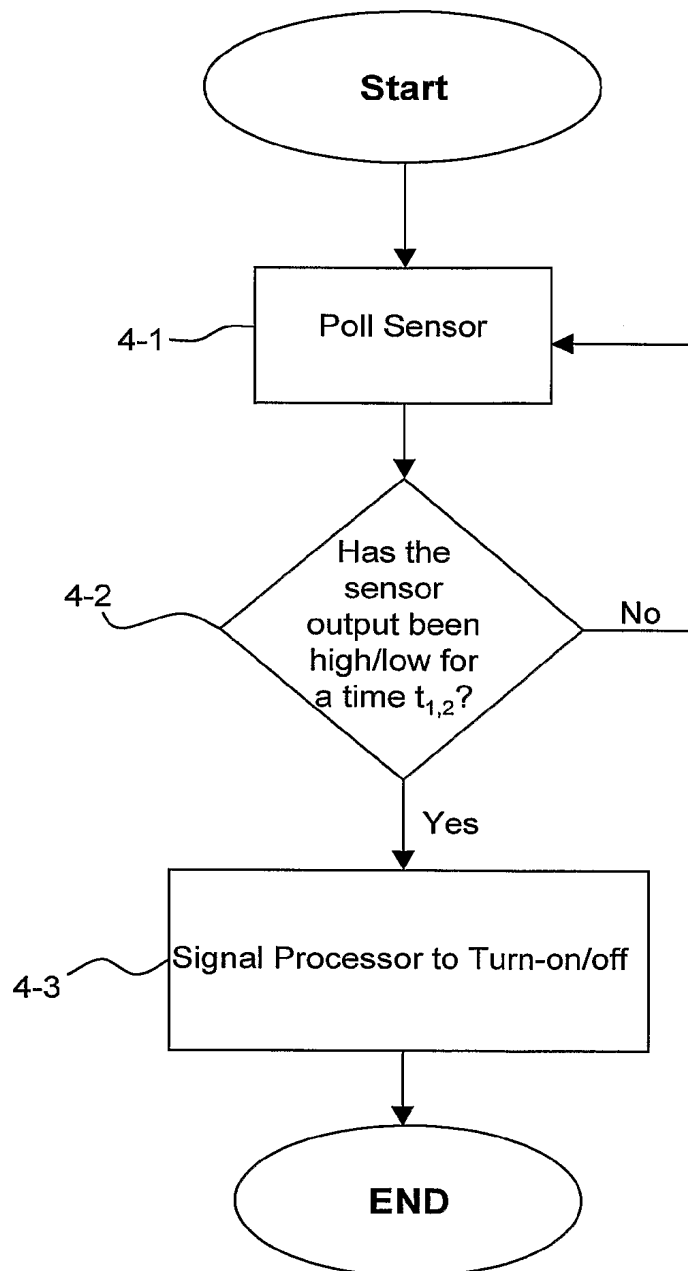 Start
4-1
Poll Sensor
4-2
Has the
sensor
output been
high/low for
a time t1,2?
No
Yes
4-3
Signal Processor to Turn-on/off
END